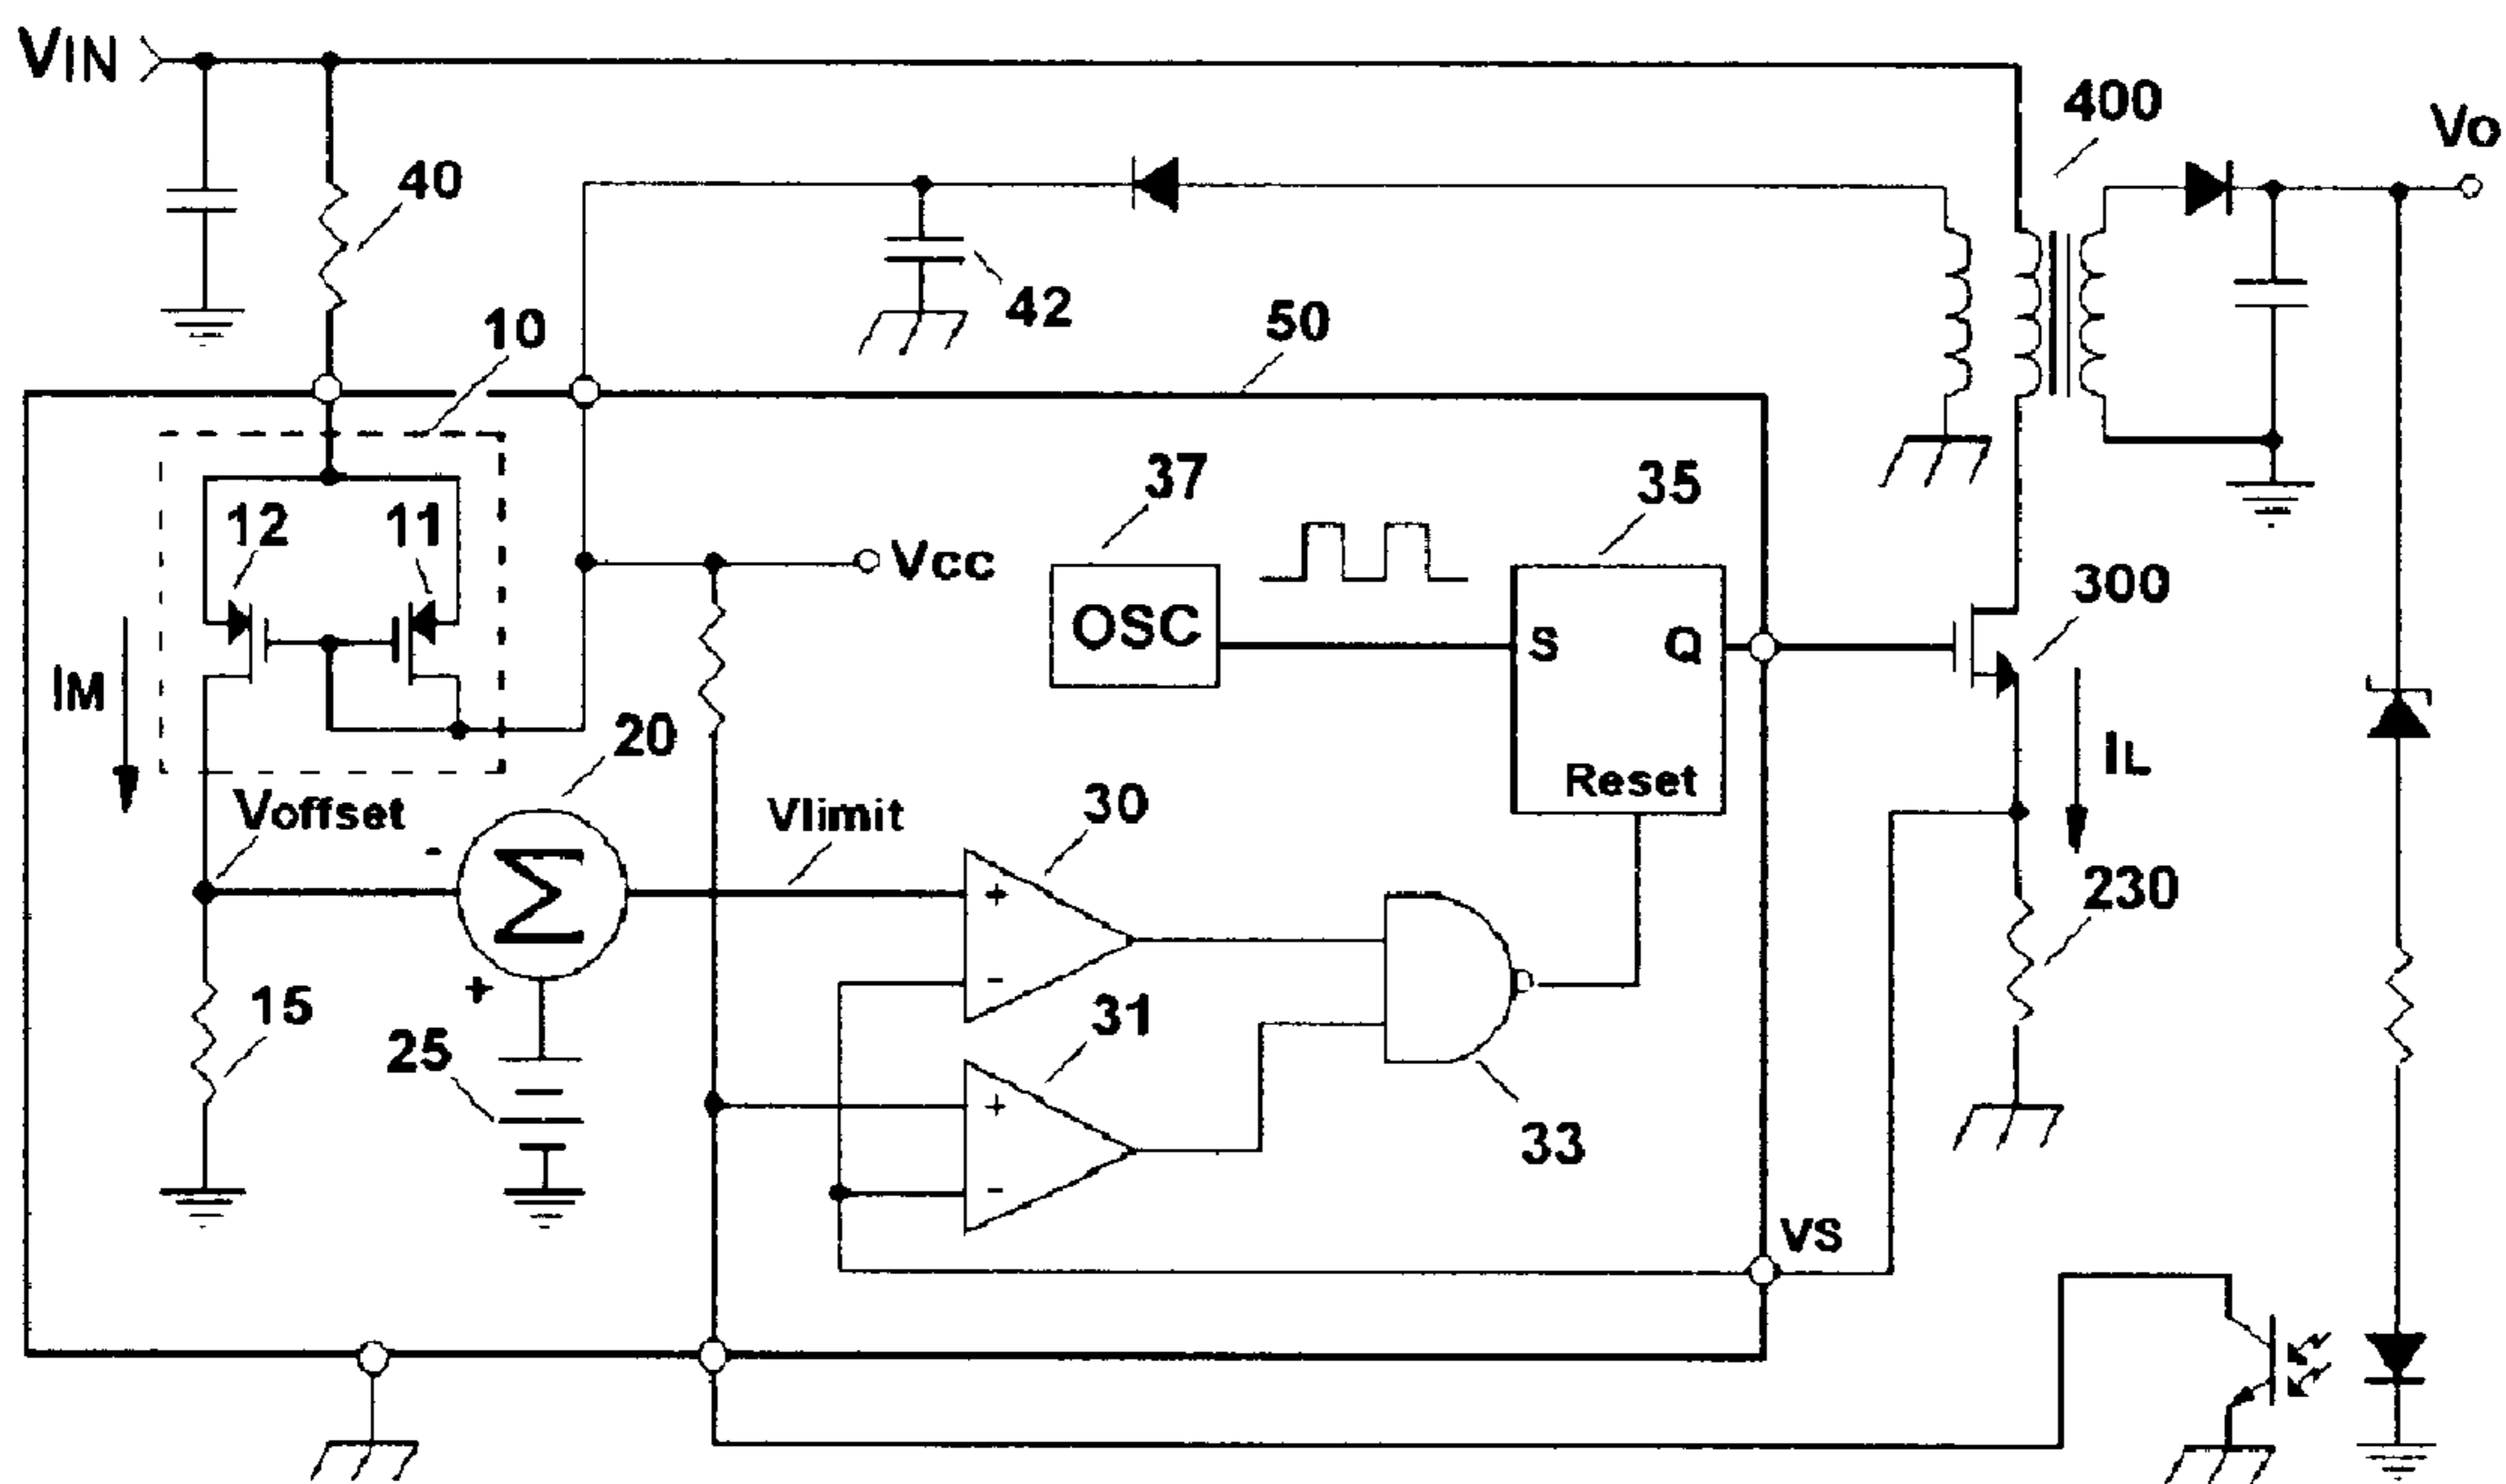 VIN
400
Vo
40
42
10
50
37
35
12
11
Vcc
OSC
S
Q
300
IM
20
IL
Voffset
Vlimit
30
Reset
-
Σ
+
230
+
-
15
25
31
+
-
33
VS